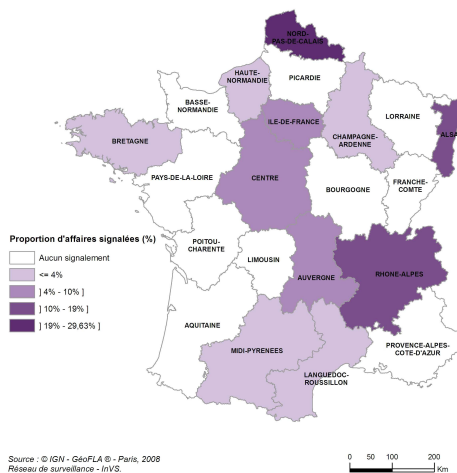 NORD-
PAS-DE-CALAIS
HAUTE-
NORMANDIE
PICARDIE
BASSE-
NORMANDIE
ILE-DE-FRANCE
LORRAINE
CHAMPAGNE-
ARDENNE
ALSA
BRETAGNE
PAYS-DE-LA-LOIRE
CENTRE
BOURGOGNE
FRANCHE-
COMTE
POITOU-
CHARENTE
LIMOUSIN
AUVERGNE
RHONE-ALPES
AQUITAINE
MIDI-PYRENEES
LANGUEDOC-
ROUSSILLON
PROVENCE-ALPES-
COTE-D'AZUR
Proportion d'affaires signalées (%)
Aucun signalement
<= 4%
] 4% - 10% ]
] 10% - 19% ]
] 19% - 29,63% ]
Source : © IGN - GéoFLA ® - Paris, 2008
Réseau de surveillance - InVS.
0 50 100 200
Km